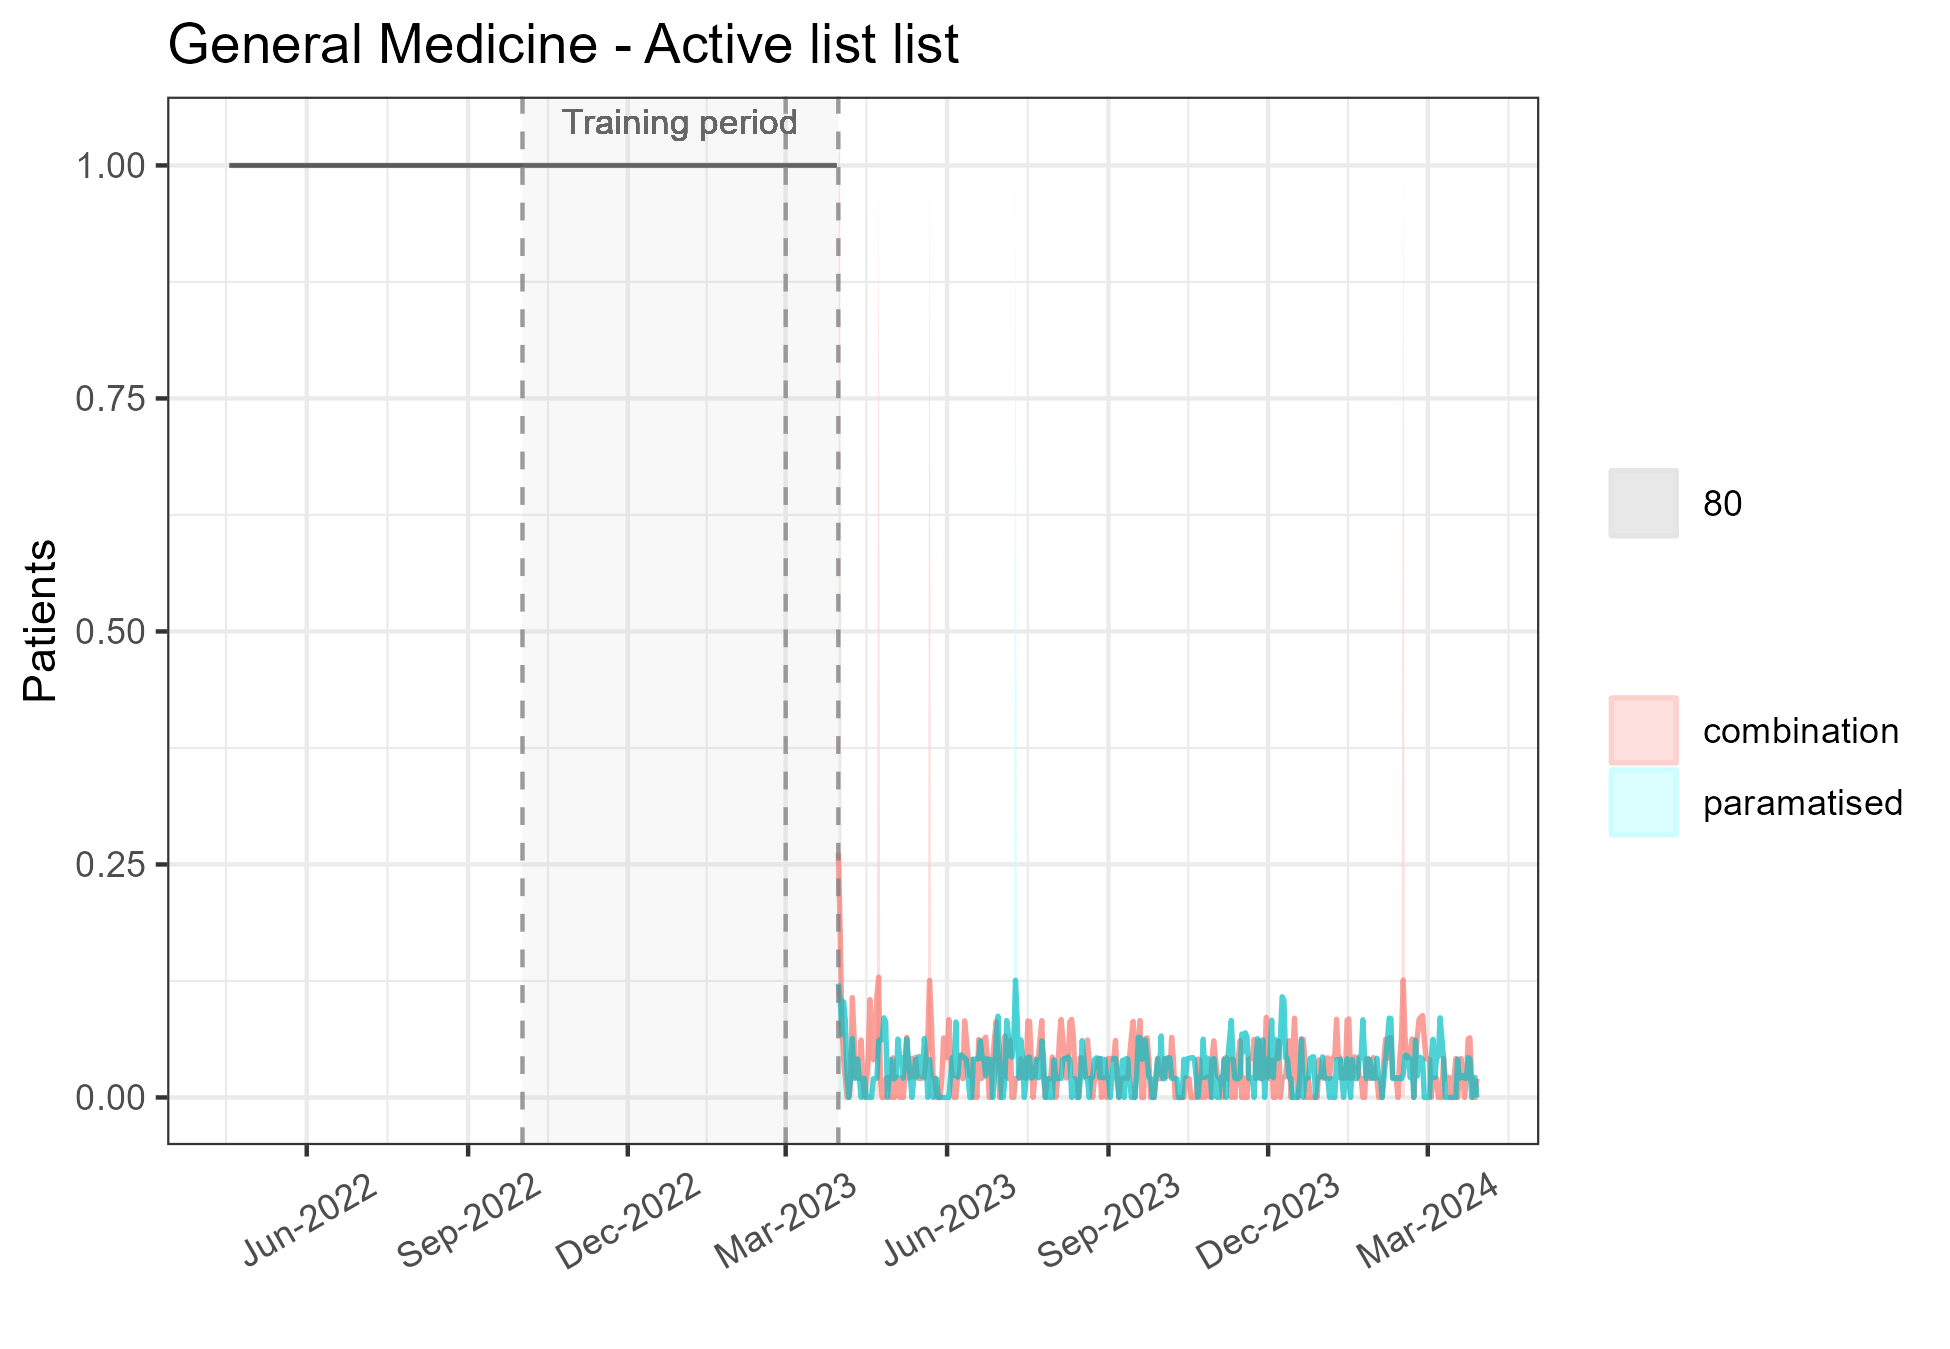 General Medicine - Active list list
Training period
1.00
0.75
0.50
0.25
0.00
Patients
Jun-2022
Sep-2022
Dec-2022
Mar-2023
Jun-2023
Sep-2023
Dec-2023
Mar-2024
80
combination
paramatised